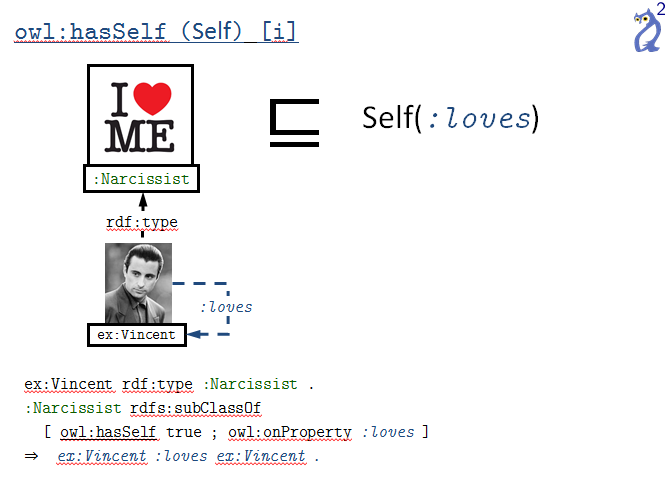 2
owl:hasSelf (Self) [i]
I ❤
ME
⊑ Self(:loves)
:Narcissist
rdf:type
:loves
ex:Vincent
ex:Vincent rdf:type :Narcissist .
:Narcissist rdfs:subClassOf
[ owl:hasSelf true ; owl:onProperty :loves ]
⇒ ex:Vincent :loves ex:Vincent .